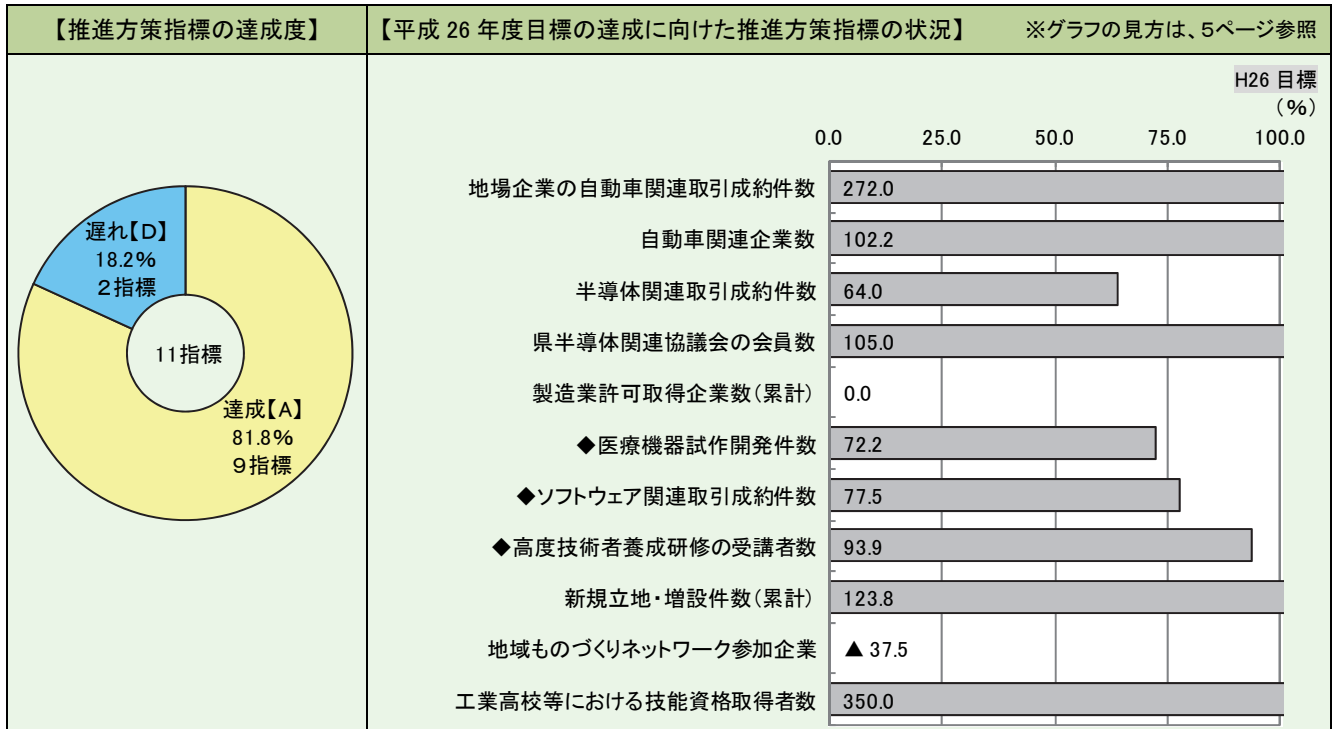 【推進方策指標の達成度】
【平成 26 年度目標の達成に向けた推進方策指標の状況】 ※グラフの見方は、5ページ参照
遅れ【D】
18.2%
2指標
11指標
達成【A】
81.8%
9指標
H26 目標
(%)
0.0 25.0 50.0 75.0 100.0
地場企業の自動車関連取引成約件数 272.0
自動車関連企業数 102.2
半導体関連取引成約件数 64.0
県半導体関連協議会の会員数 105.0
製造業許可取得企業数(累計) 0.0
◆医療機器試作開発件数 72.2
◆ソフトウェア関連取引成約件数 77.5
◆高度技術者養成研修の受講者数 93.9
新規立地・増設件数(累計) 123.8
地域ものづくりネットワーク参加企業 ▲ 37.5
工業高校等における技能資格取得者数 350.0